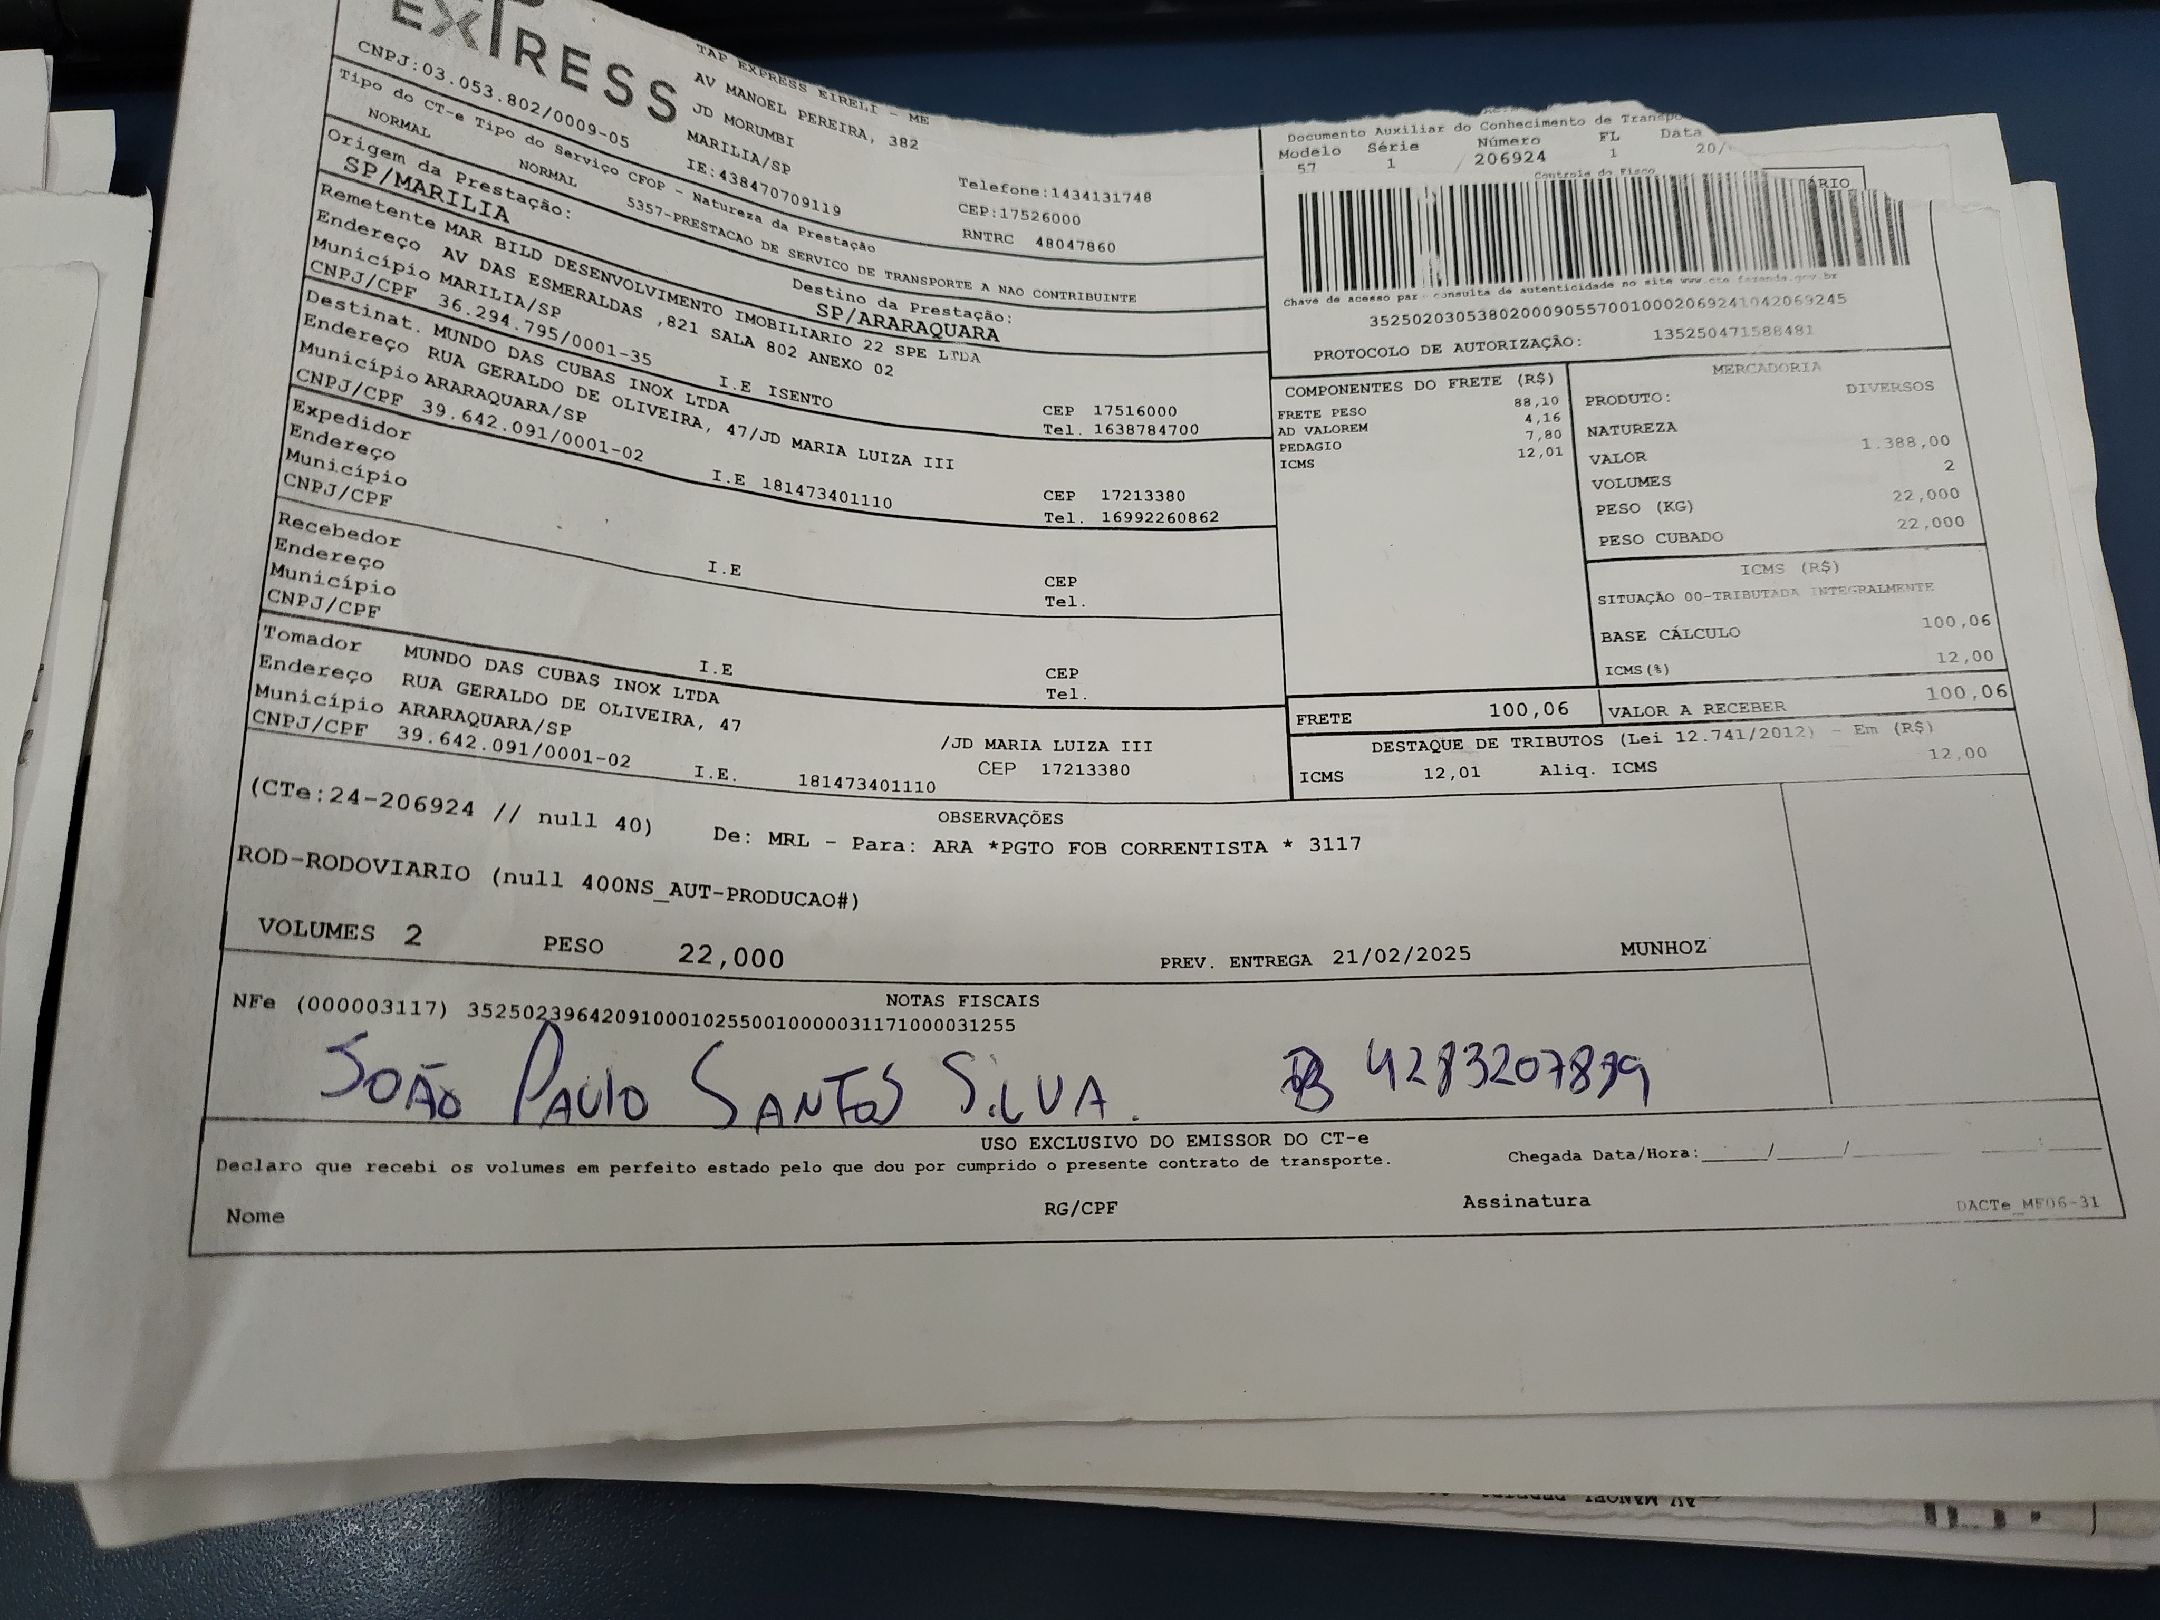 EXPRESS
TAP EXPRESS EIRELI - ME
AV MANOEL PEREIRA, 382
JD MORUMBI
MARILIA/SP
CNPJ:03.053.802/0009-05 IE:438470709119
Telefone:1434131748
CEP:17526000
RNTRC 48047860
Tipo do CT-e Tipo do Serviço CFOP - Natureza da Prestação
NORMAL NORMAL 5357-PRESTACAO DE SERVICO DE TRANSPORTE A NAO CONTRIBUINTE
Origem da Prestação: Destino da Prestação:
SP/MARILIA SP/ARARAQUARA
Remetente MAR BILD DESENVOLVIMENTO IMOBILIARIO 22 SPE LTDA
Endereço AV DAS ESMERALDAS ,821 SALA 802 ANEXO 02
Município MARILIA/SP CEP 17516000
CNPJ/CPF 36.294.795/0001-35 I.E ISENTO Tel. 1638784700
Destinat. MUNDO DAS CUBAS INOX LTDA
Endereço RUA GERALDO DE OLIVEIRA, 47/JD MARIA LUIZA III
Município ARARAQUARA/SP CEP 17213380
CNPJ/CPF 39.642.091/0001-02 I.E 181473401110 Tel. 16992260862
Expedidor
Endereço
Município CEP
CNPJ/CPF I.E Tel.
Recebedor
Endereço
Município CEP
CNPJ/CPF I.E Tel.
Tomador MUNDO DAS CUBAS INOX LTDA
Endereço RUA GERALDO DE OLIVEIRA, 47 /JD MARIA LUIZA III
Município ARARAQUARA/SP CEP 17213380
CNPJ/CPF 39.642.091/0001-02 I.E. 181473401110
Documento Auxiliar do Conhecimento de
Modelo Série Número FL Data
57 1 / 206924 1 20/
Controle do Fisco
ÁRIO
Chave de acesso para consulta de autenticidade no site www.cte.fazenda.gov.br
35250203053802000905570010002069241042069245
PROTOCOLO DE AUTORIZAÇÃO: 135250471588481
COMPONENTES DO FRETE (R$)
FRETE PESO 88,10
AD VALOREM 4,16
PEDAGIO 7,80
ICMS 12,01
MERCADORIA
PRODUTO: DIVERSOS
NATUREZA
VALOR 1.388,00
VOLUMES 2
PESO (KG) 22,000
PESO CUBADO 22,000
ICMS (R$)
SITUAÇÃO 00-TRIBUTADA INTEGRALMENTE
BASE CÁLCULO 100,06
ICMS(%) 12,00
FRETE 100,06 VALOR A RECEBER 100,06
DESTAQUE DE TRIBUTOS (Lei 12.741/2012) - Em (R$)
ICMS 12,01 Aliq. ICMS 12,00
OBSERVAÇÕES
(CTe:24-206924 // null 40) De: MRL - Para: ARA *PGTO FOB CORRENTISTA * 3117
ROD-RODOVIARIO (null 400NS_AUT-PRODUCAO#)
VOLUMES 2 PESO 22,000 PREV. ENTREGA 21/02/2025 MUNHOZ
NOTAS FISCAIS
NFe (000003117) 35250239642091000102550010000031171000031255
JOÃO PAULO SANTOS SILVA. 4283207839
USO EXCLUSIVO DO EMISSOR DO CT-e
Declaro que recebi os volumes em perfeito estado pelo que dou por cumprido o presente contrato de transporte. Chegada Data/Hora:_____/_____/_____ ____:____
Nome RG/CPF Assinatura DACTe_MF06-31